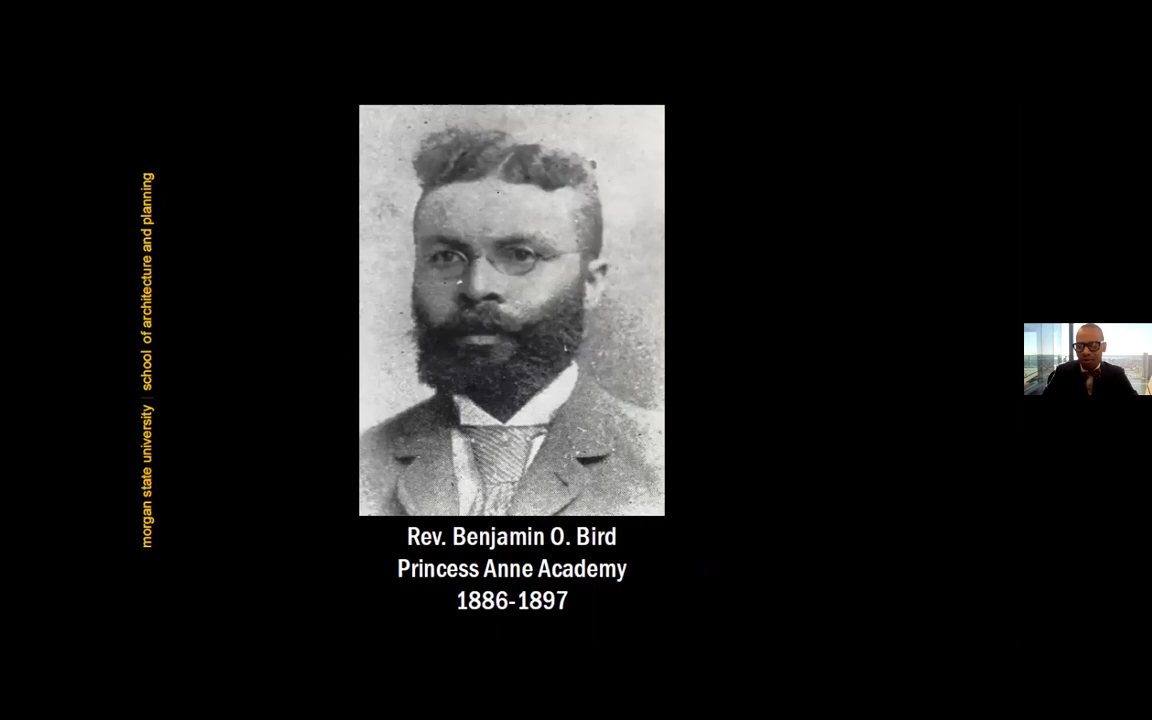 morgan state university | school of architecture and planning
Rev. Benjamin O. Bird
Princess Anne Academy
1886-1897